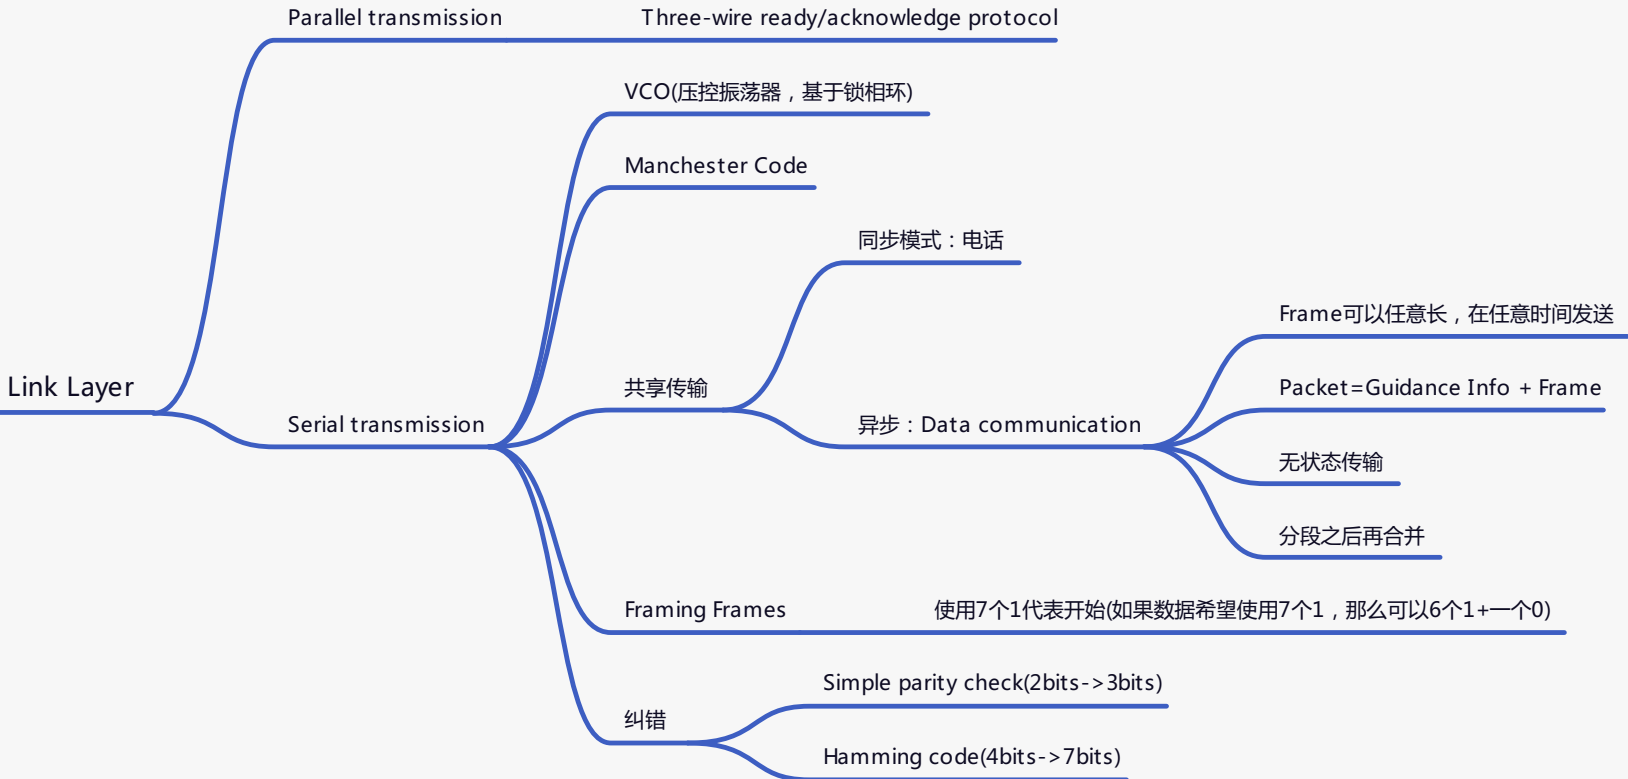 Parallel transmission
Three-wire ready/acknowledge protocol
VCO(压控振荡器，基于锁相环)
Manchester Code
同步模式：电话
Frame可以任意长，在任意时间发送
Link Layer
共享传输
Packet=Guidance Info + Frame
Serial transmission
异步：Data communication
无状态传输
分段之后再合并
Framing Frames
使用7个1代表开始(如果数据希望使用7个1，那么可以6个1+一个0)
Simple parity check(2bits->3bits)
纠错
Hamming code(4bits->7bits)